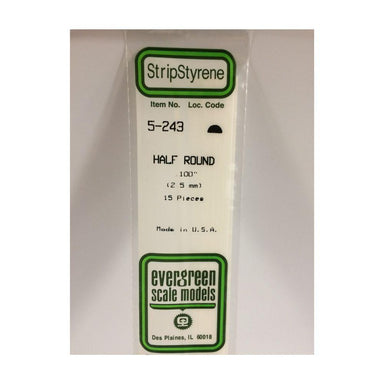 StripStyrene
Item No. Loc. Code
5-243
HALF ROUND
.100"
(2.5 mm)
15 Pieces
Made in U.S.A.
evergreen
scale models
Des Plaines, IL 60018